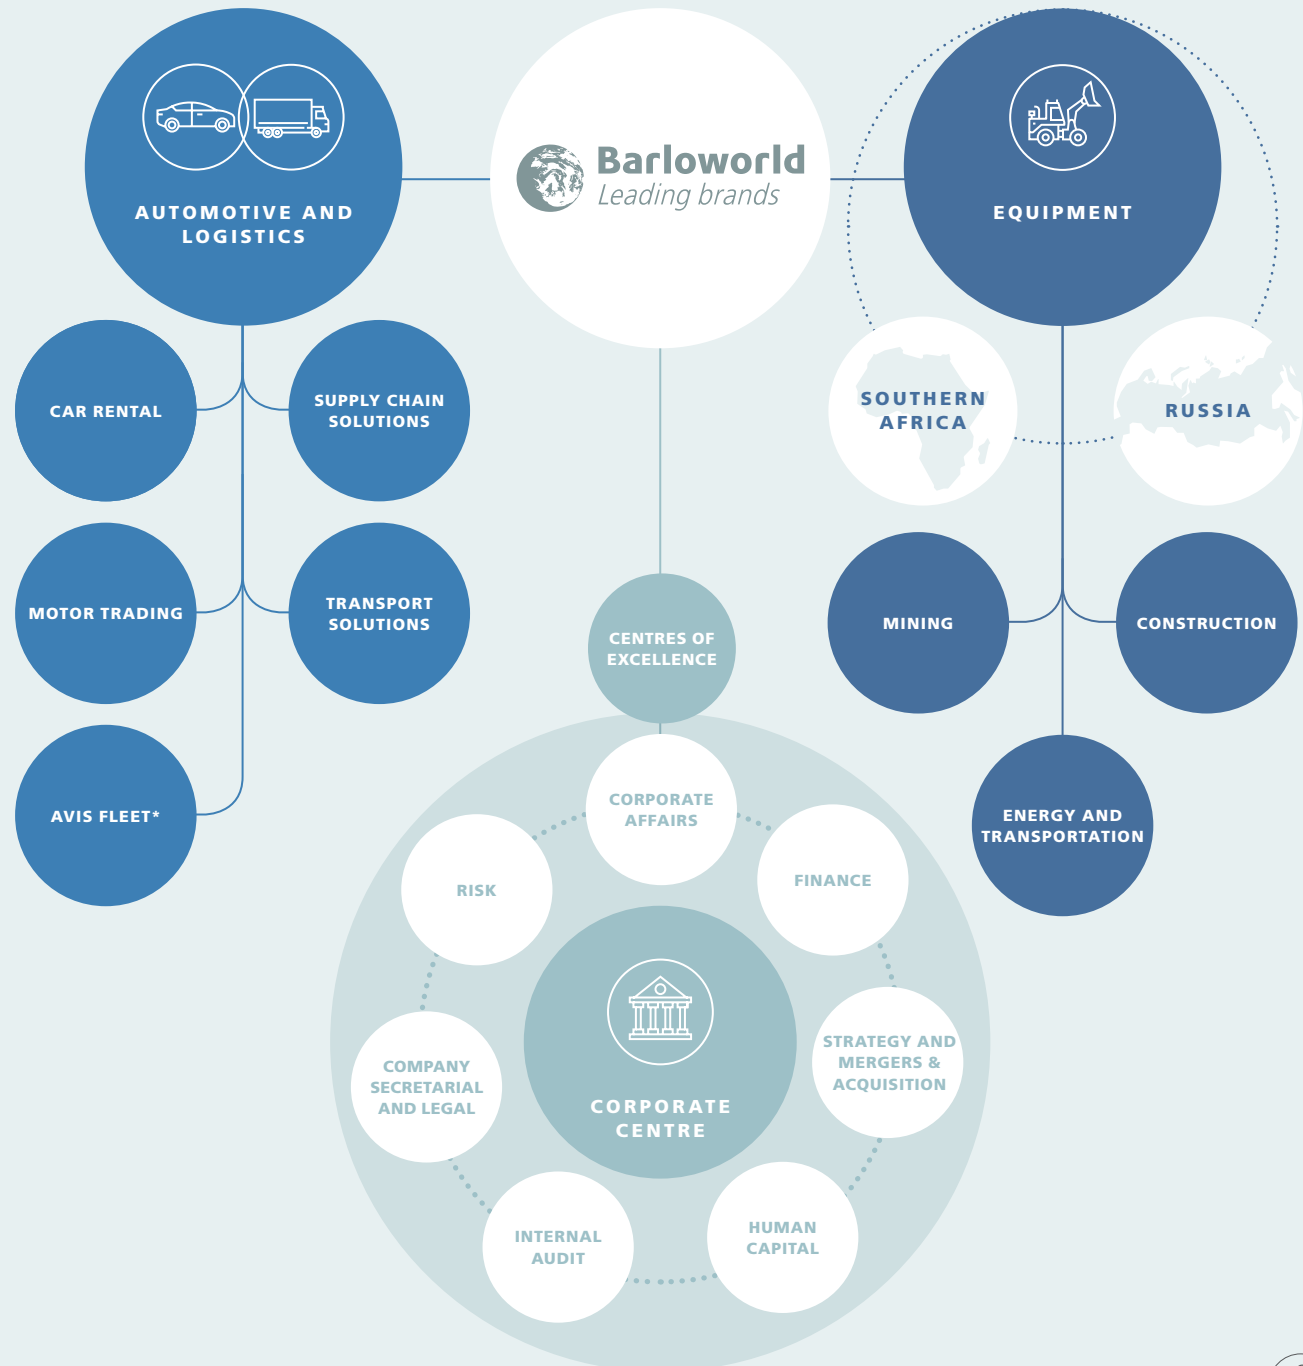 AUTOMOTIVE AND
LOGISTICS
Barloworld
Leading brands
EQUIPMENT
CAR RENTAL
SUPPLY CHAIN
SOLUTIONS
MOTOR TRADING
TRANSPORT
SOLUTIONS
AVIS FLEET*
SOUTHERN
AFRICA
RUSSIA
MINING
CONSTRUCTION
ENERGY AND
TRANSPORTATION
CENTRES OF
EXCELLENCE
CORPORATE
AFFAIRS
FINANCE
STRATEGY AND
MERGERS &
ACQUISITION
HUMAN
CAPITAL
INTERNAL
AUDIT
COMPANY
SECRETARIAL
AND LEGAL
RISK
CORPORATE
CENTRE